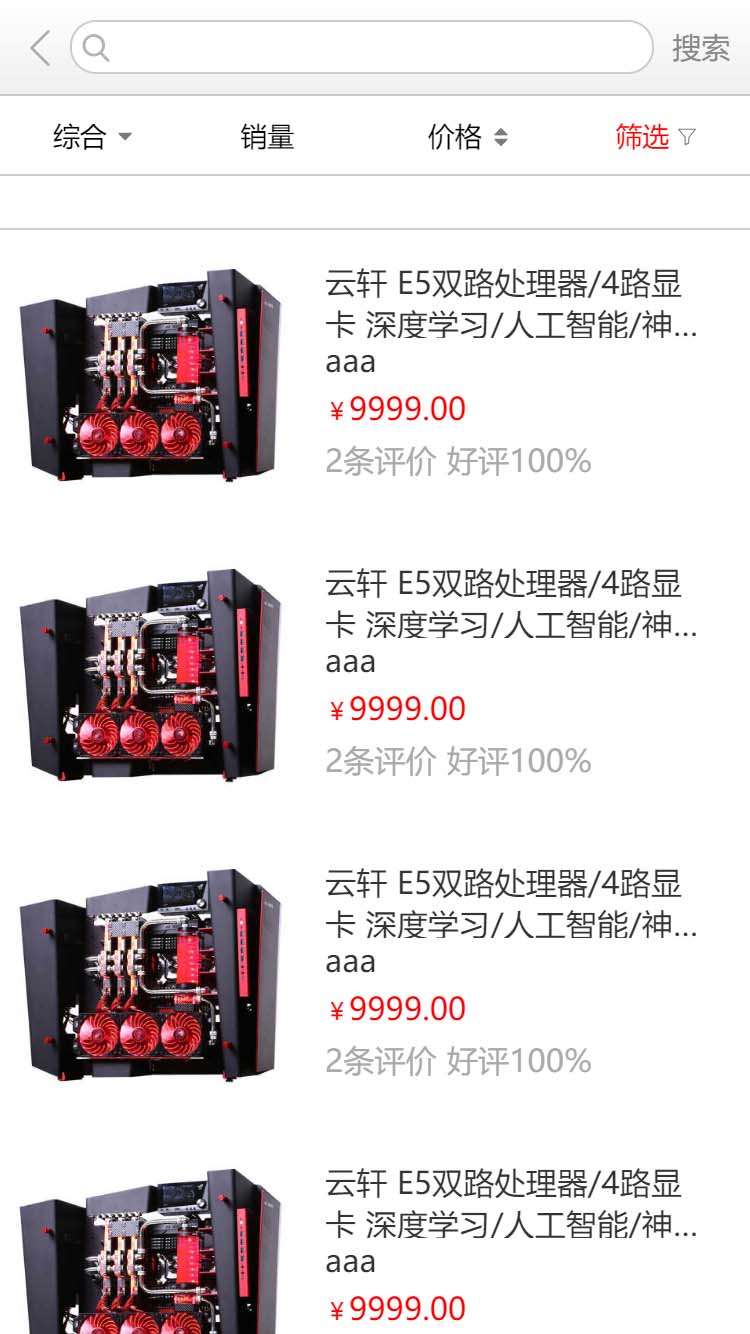 搜索
综合
销量
价格
筛选
云轩 E5双路处理器/4路显
卡 深度学习/人工智能/神...
aaa
￥9999.00
2条评价 好评100%
云轩 E5双路处理器/4路显
卡 深度学习/人工智能/神...
aaa
￥9999.00
2条评价 好评100%
云轩 E5双路处理器/4路显
卡 深度学习/人工智能/神...
aaa
￥9999.00
2条评价 好评100%
云轩 E5双路处理器/4路显
卡 深度学习/人工智能/神...
aaa
￥9999.00